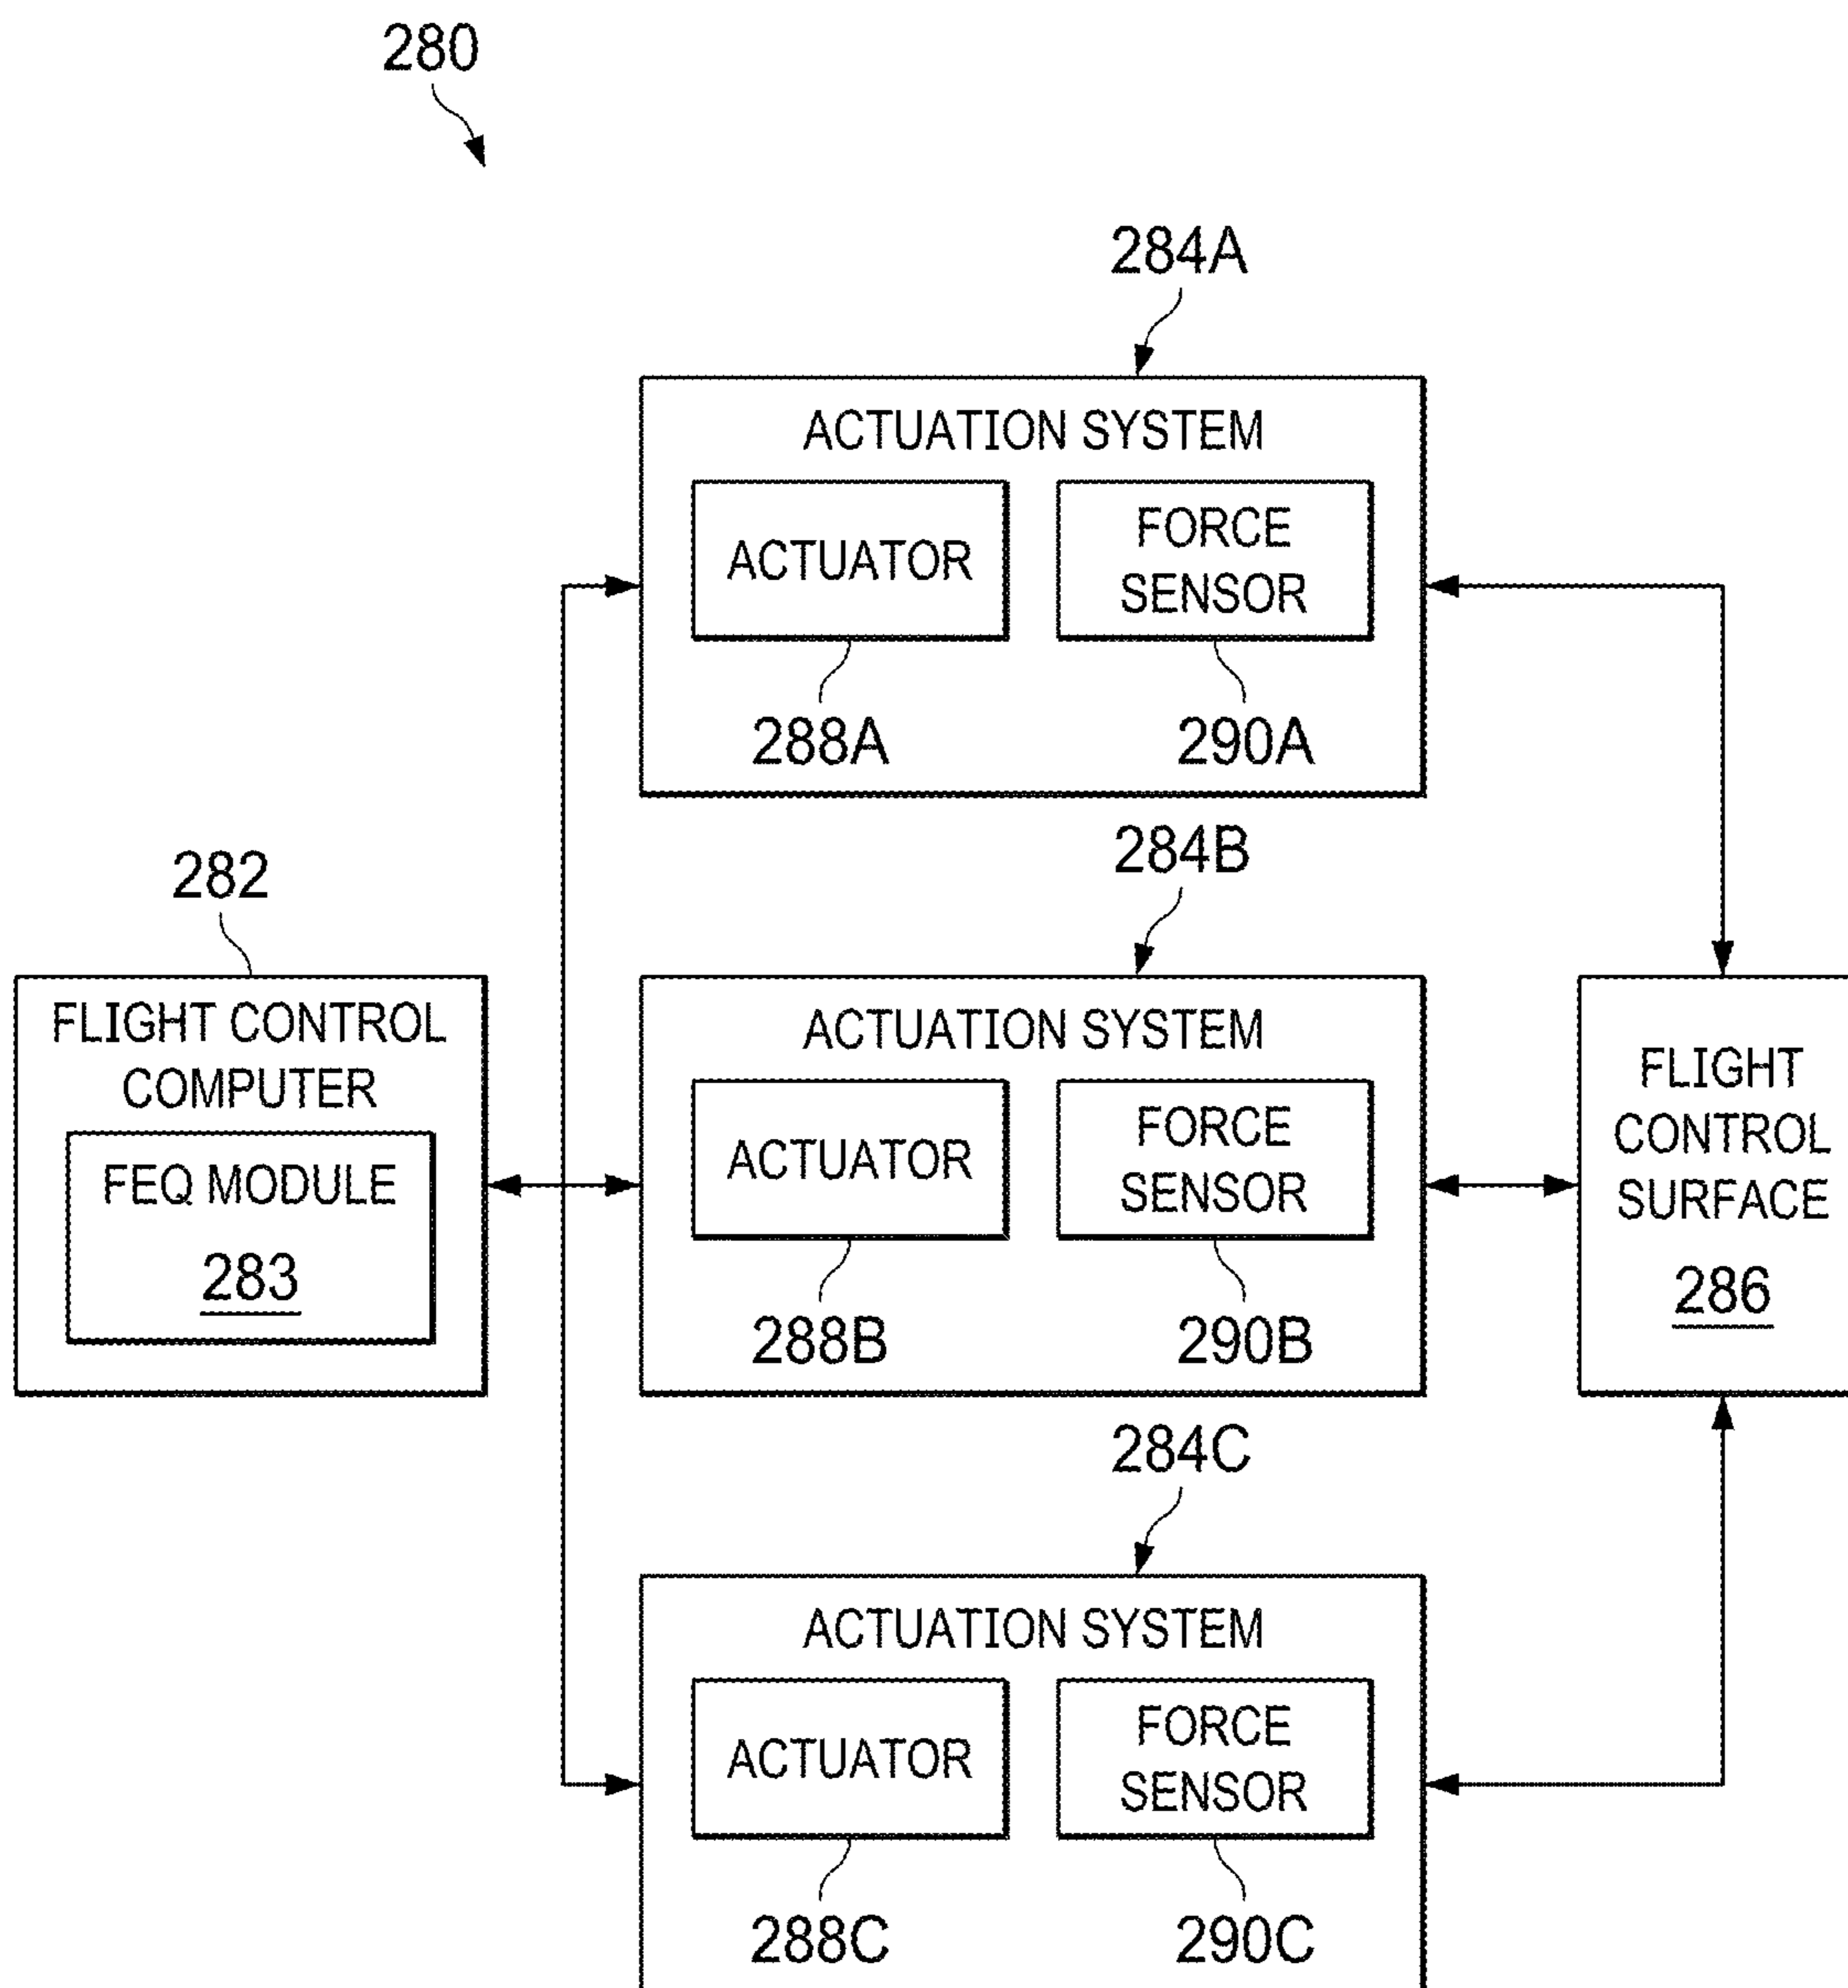 280
284A
ACTUATION SYSTEM
ACTUATOR
FORCE
SENSOR
288A
290A
284B
282
FLIGHT CONTROL
COMPUTER
FEQ MODULE
283
ACTUATION SYSTEM
ACTUATOR
FORCE
SENSOR
288B
290B
FLIGHT
CONTROL
SURFACE
286
284C
ACTUATION SYSTEM
ACTUATOR
FORCE
SENSOR
288C
290C